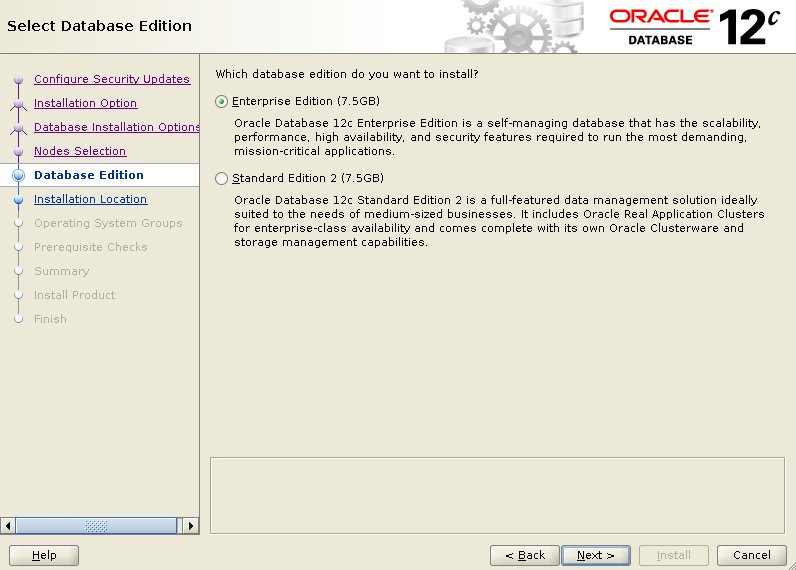 Select Database Edition
ORACLE
DATABASE
12c
Configure Security Updates
Installation Option
Database Installation Options
Nodes Selection
Database Edition
Installation Location
Operating System Groups
Prerequisite Checks
Summary
Install Product
Finish
Which database edition do you want to install?
Enterprise Edition (7.5GB)
Oracle Database 12c Enterprise Edition is a self-managing database that has the scalability,
performance, high availability, and security features required to run the most demanding,
mission-critical applications.
Standard Edition 2 (7.5GB)
Oracle Database 12c Standard Edition 2 is a full-featured data management solution ideally
suited to the needs of medium-sized businesses. It includes Oracle Real Application Clusters
for enterprise-class availability and comes complete with its own Oracle Clusterware and
storage management capabilities.
Help
< Back
Next >
Install
Cancel